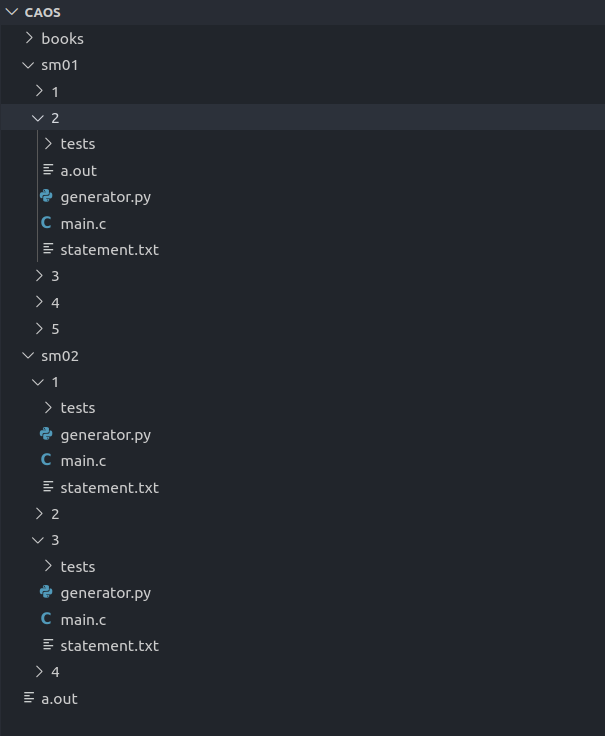 CAOS
books
sm01
1
2
tests
a.out
generator.py
C main.c
statement.txt
3
4
5
sm02
1
tests
generator.py
C main.c
statement.txt
2
3
tests
generator.py
C main.c
statement.txt
4
a.out